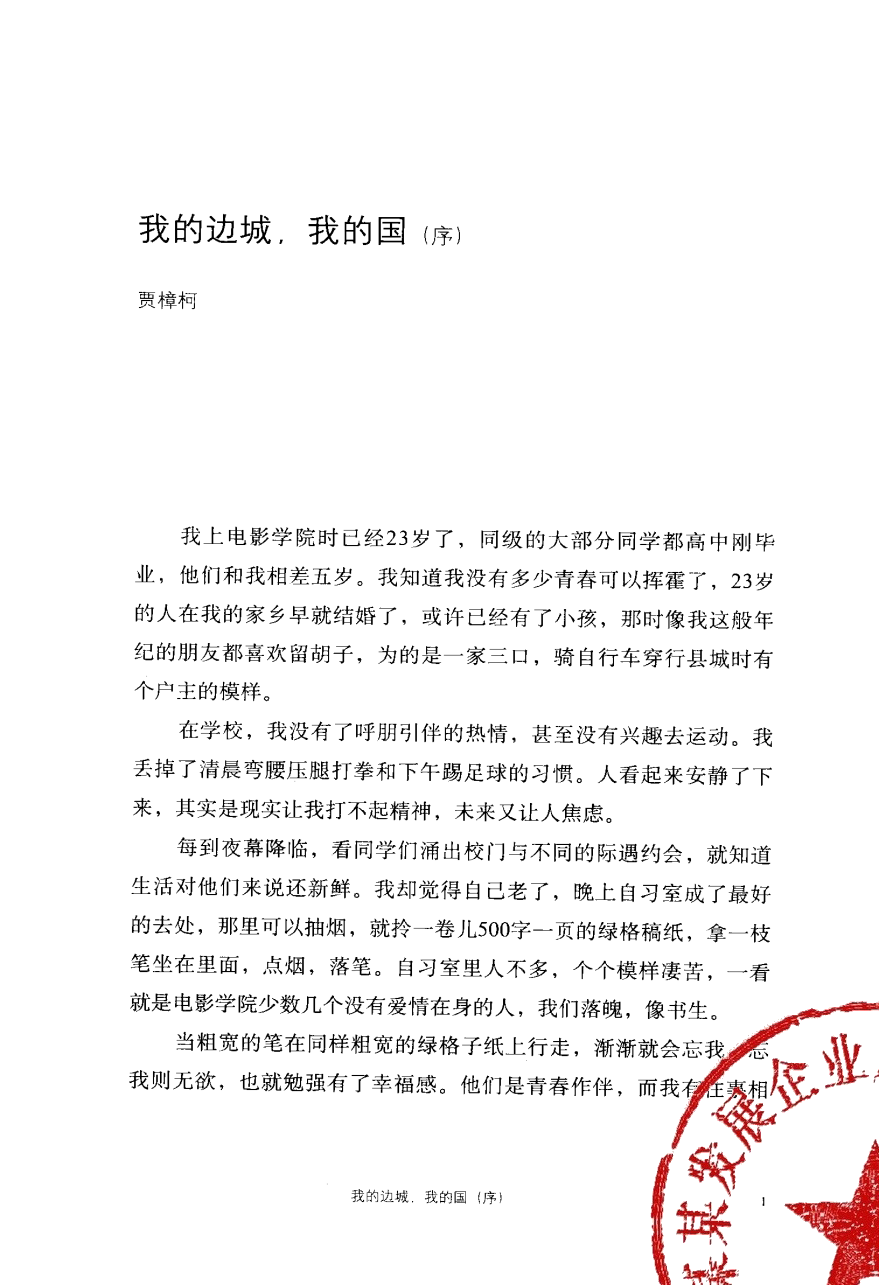 我的边城，我的国（序）
贾樟柯
我上电影学院时已经23岁了，同级的大部分同学都高中刚毕
业，他们和我相差五岁。我知道我没有多少青春可以挥霍了，23岁
的人在我的家乡早就结婚了，或许已经有了小孩，那时像我这般年
纪的朋友都喜欢留胡子，为的是一家三口，骑自行车穿行县城时有
个户主的模样。
在学校，我没有了呼朋引伴的热情，甚至没有兴趣去运动。我
丢掉了清晨弯腰压腿打拳和下午踢足球的习惯。人看起来安静了下
来，其实是现实让我打不起精神，未来又让人焦虑。
每到夜幕降临，看同学们涌出校门与不同的际遇约会，就知道
生活对他们来说还新鲜。我却觉得自己老了，晚上自习室成了最好
的去处，那里可以抽烟，就拎一卷儿500字一页的绿格稿纸，拿一枝
笔坐在里面，点烟，落笔。自习室里人不多，个个模样凄苦，一看
就是电影学院少数几个没有爱情在身的人，我们落魄，像书生。
当粗宽的笔在同样粗宽的绿格子纸上行走，渐渐就会忘我，忘
我则无欲，也就勉强有了幸福感。他们是青春作伴，而我有往事相
我的边城，我的国（序）
1
某发展企业